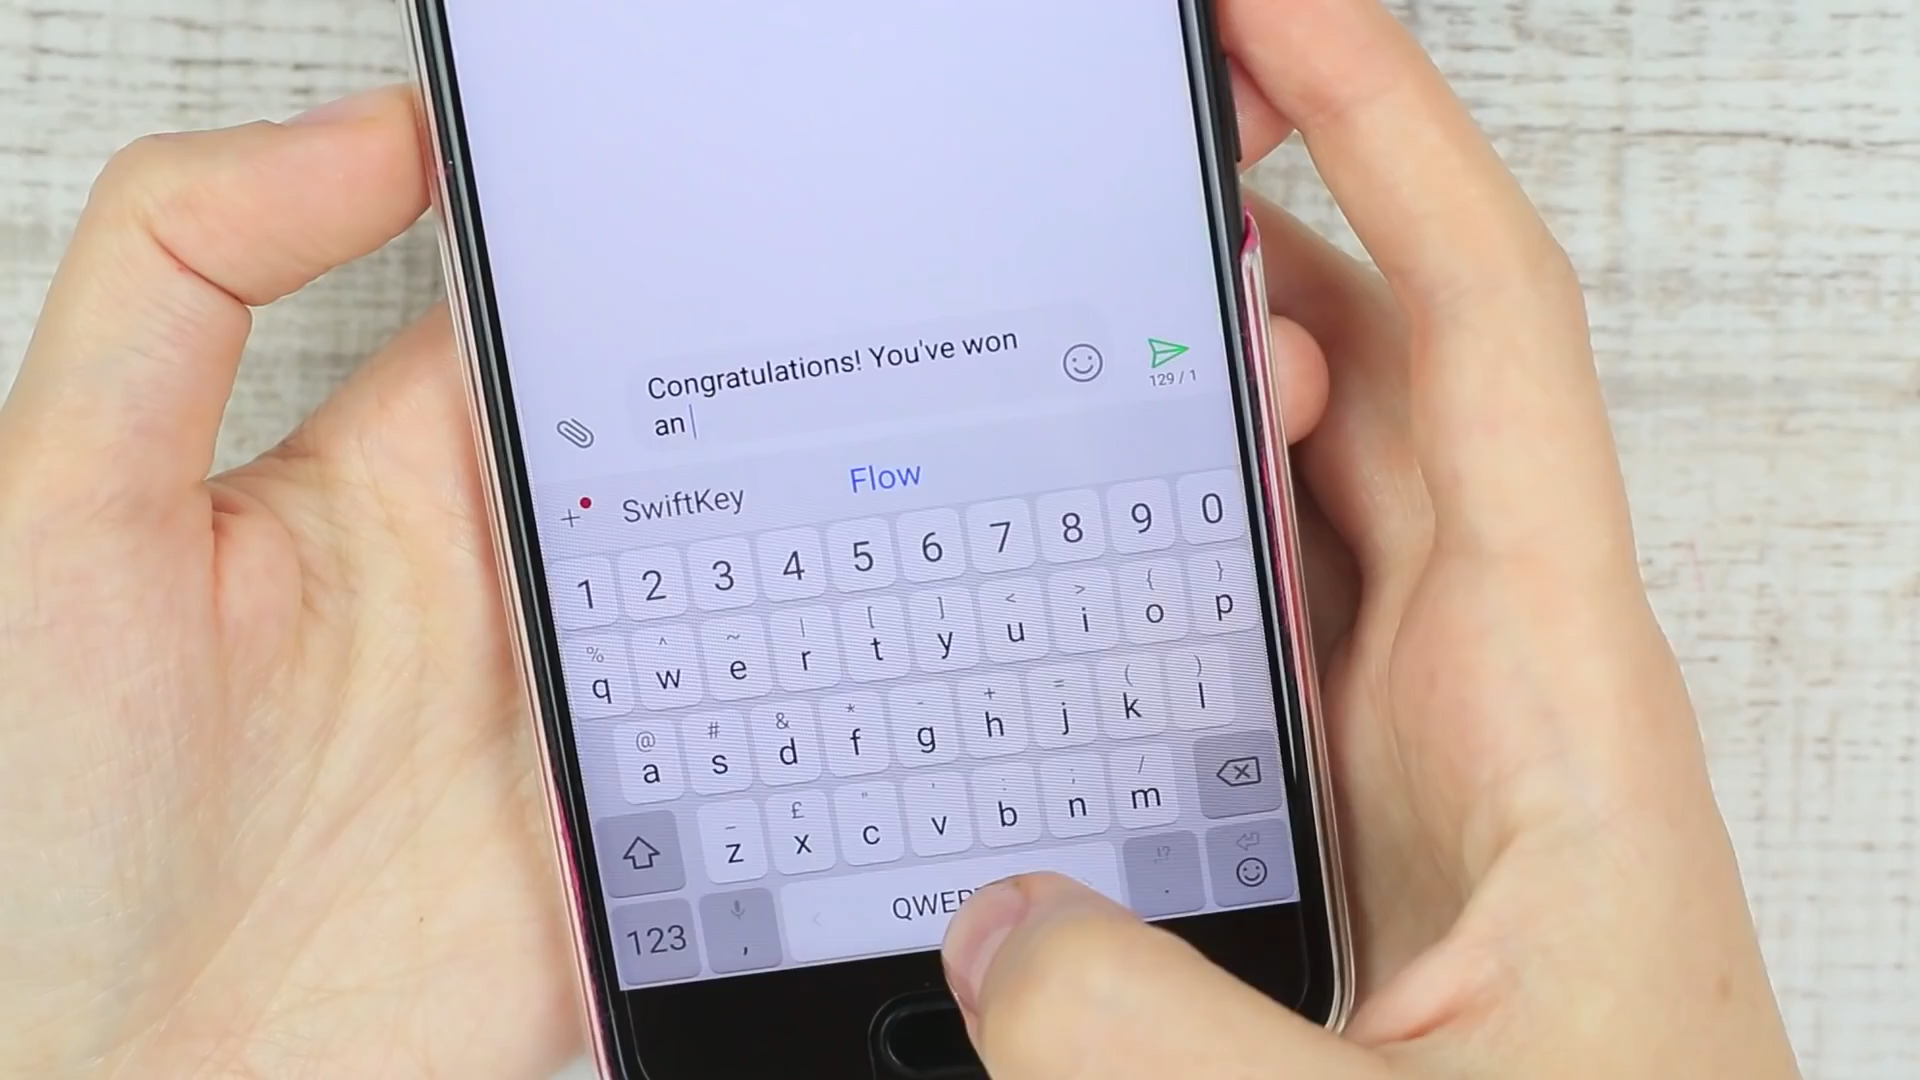 Congratulations! You've won
an
129 / 1
SwiftKey Flow
1 2 3 4 5 6 7 8 9 0
% ^ ~ | [ ] < > { }
q w e r t y u i o p
@ # & * - + = ( )
a s d f g h j k l
_ £ " ' : ; /
z x c v b n m
123 , QWER !? .